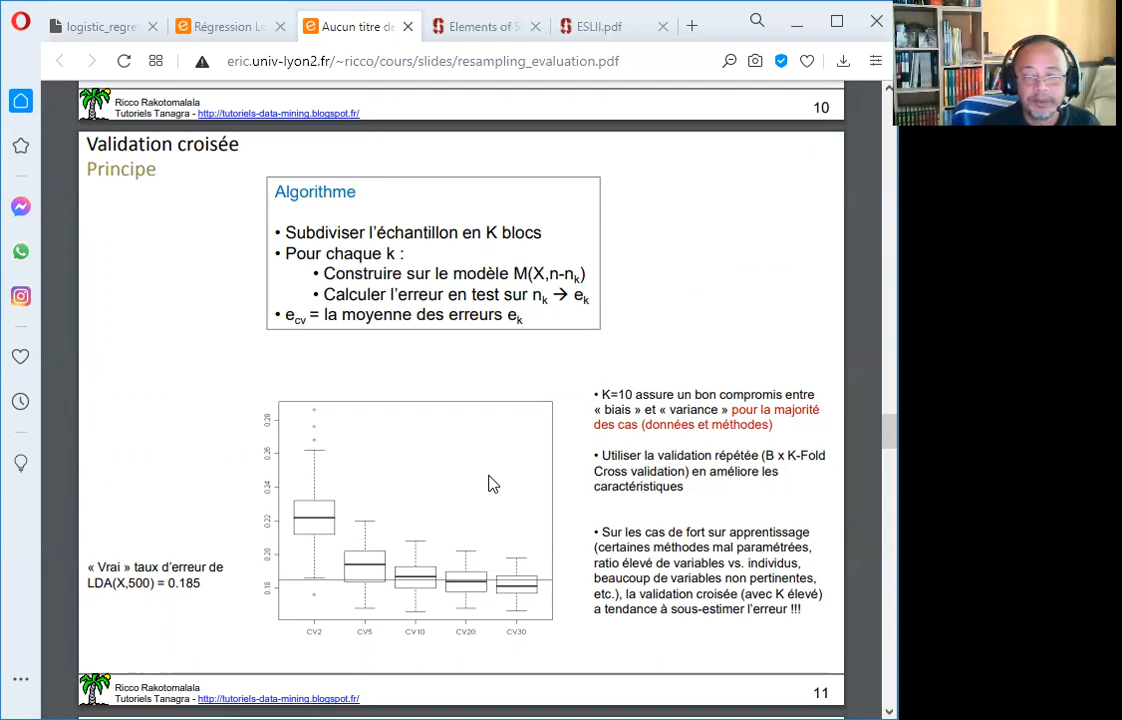 logistic_regre
Régression Lo
Aucun titre de
Elements of S
ESLII.pdf
eric.univ-lyon2.fr/~ricco/cours/slides/resampling_evaluation.pdf
Ricco Rakotomalala
Tutoriels Tanagra - http://tutoriels-data-mining.blogspot.fr/
10
Validation croisée
Principe
Algorithme
• Subdiviser l'échantillon en K blocs
• Pour chaque k :
• Construire sur le modèle M(X,n-nk)
• Calculer l'erreur en test sur nk → ek
• ecv = la moyenne des erreurs ek
• K=10 assure un bon compromis entre
« biais » et « variance » pour la majorité
des cas (données et méthodes)
• Utiliser la validation répétée (B x K-Fold
Cross validation) en améliore les
caractéristiques
• Sur les cas de fort sur apprentissage
(certaines méthodes mal paramétrées,
ratio élevé de variables vs. individus,
beaucoup de variables non pertinentes,
etc.), la validation croisée (avec K élevé)
a tendance à sous-estimer l'erreur !!!
« Vrai » taux d'erreur de
LDA(X,500) = 0.185
0.28
0.26
0.24
0.22
0.20
0.18
CV2 CV5 CV10 CV20 CV30
Ricco Rakotomalala
Tutoriels Tanagra - http://tutoriels-data-mining.blogspot.fr/
11